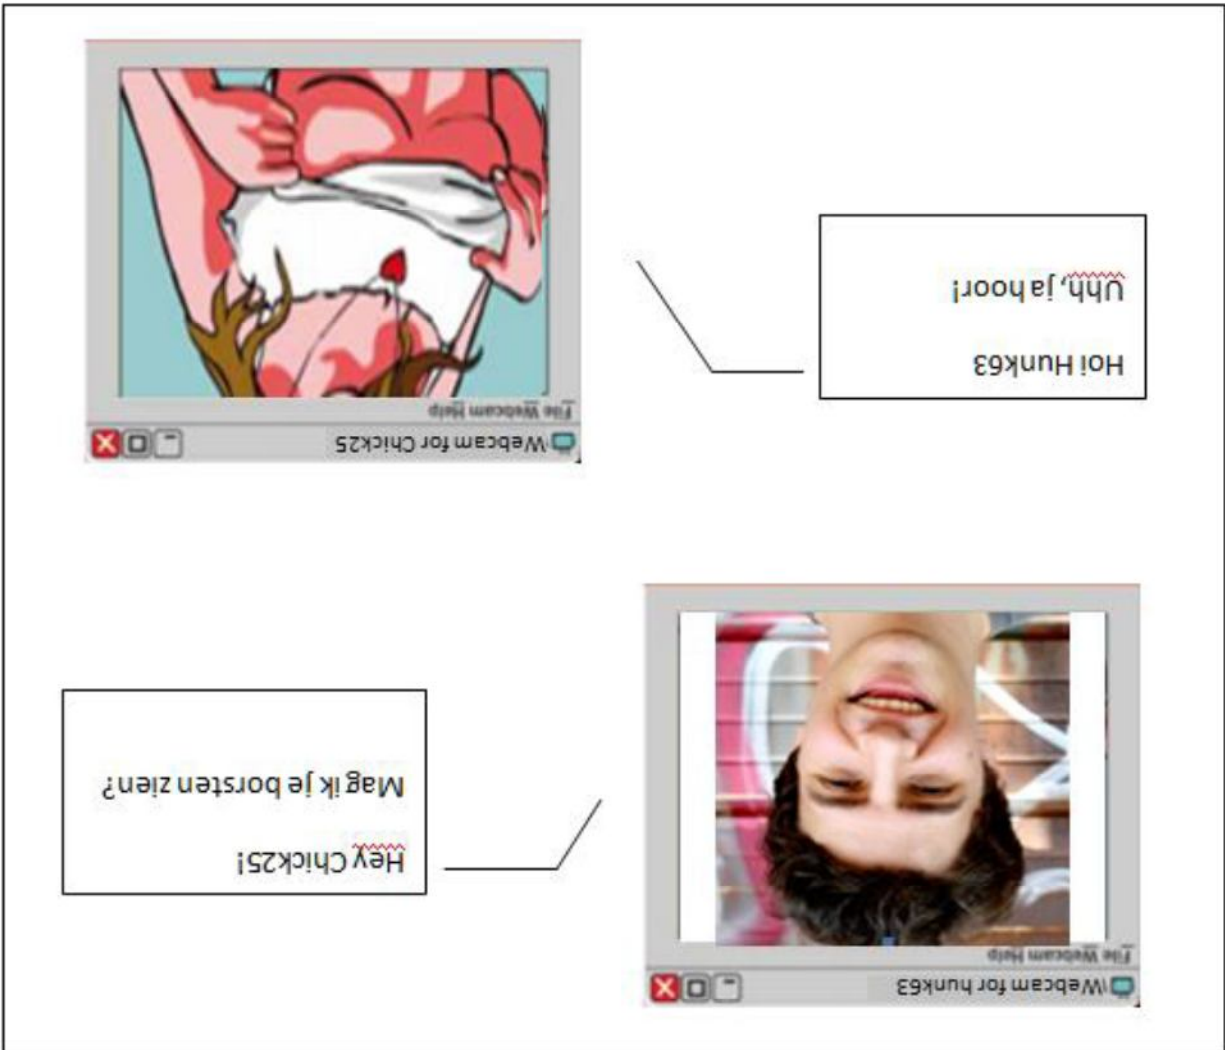 Webcam for hunk63
File Webcam Help
Hey Chick25!
Mag ik je borsten zien?
Webcam for Chick25
File Webcam Help
Hoi Hunk63
Uhh, ja hoor!